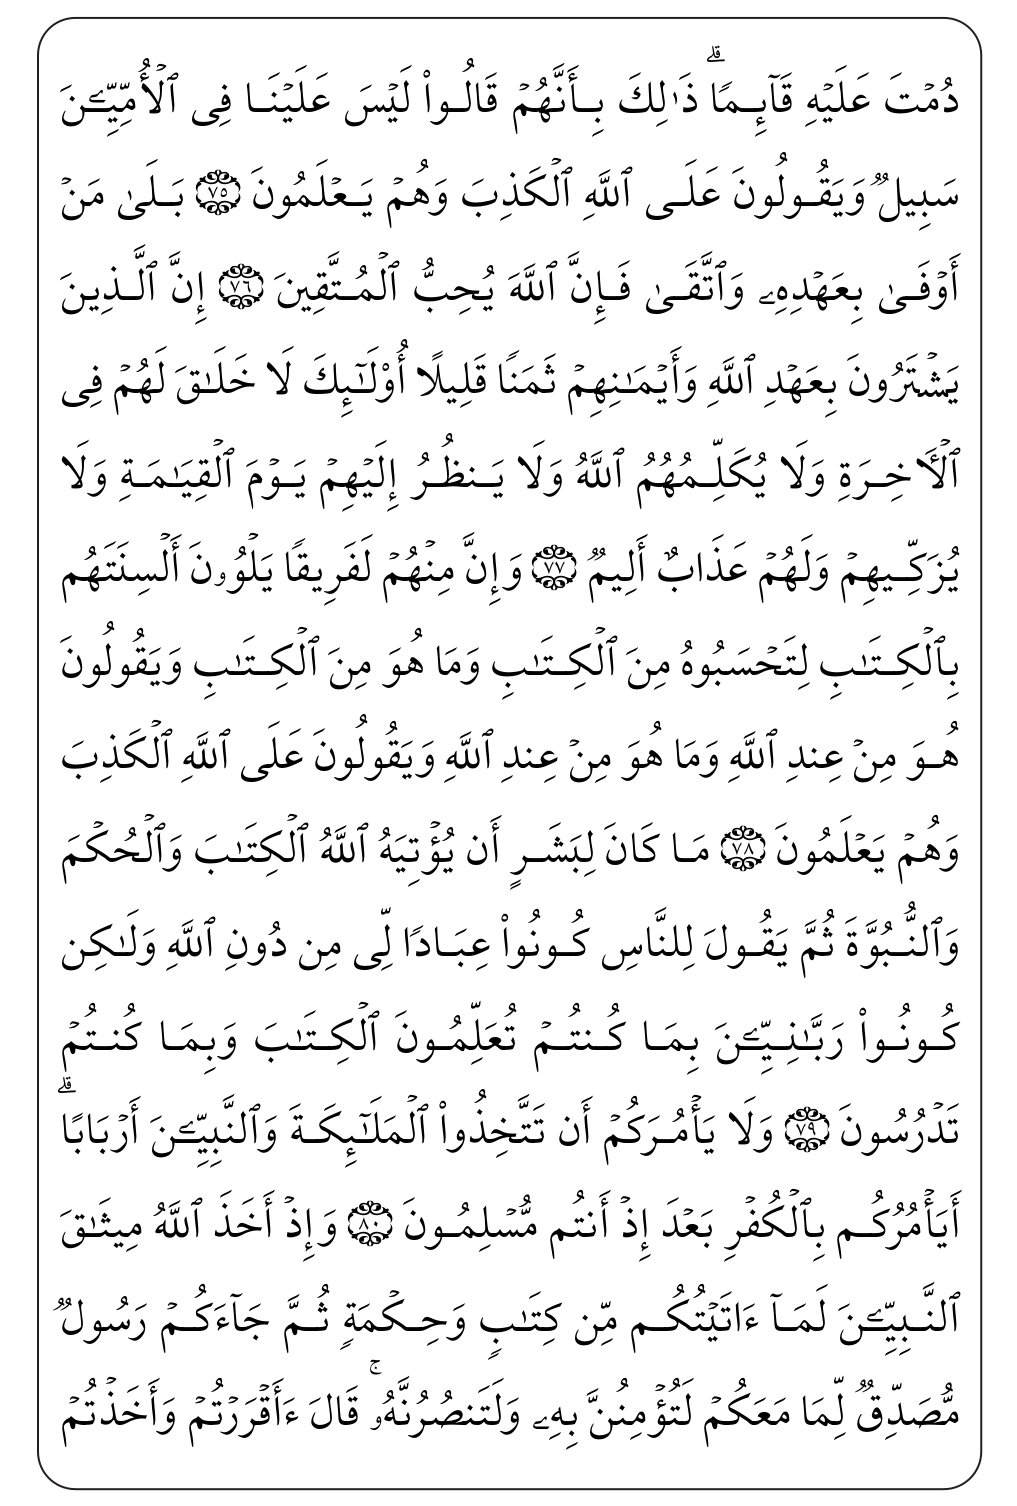 دُمۡتَ عَلَيۡهِ قَآئِمٗاۗ ذَٰلِكَ بِأَنَّهُمۡ قَالُواْ لَيۡسَ عَلَيۡنَا فِي ٱلۡأُمِّيِّـۧنَ
سَبِيلٞ وَيَقُولُونَ عَلَى ٱللَّهِ ٱلۡكَذِبَ وَهُمۡ يَعۡلَمُونَ ٧٥ بَلَىٰ مَنۡ
أَوۡفَىٰ بِعَهۡدِهِۦ وَٱتَّقَىٰ فَإِنَّ ٱللَّهَ يُحِبُّ ٱلۡمُتَّقِينَ ٧٦ إِنَّ ٱلَّذِينَ
يَشۡتَرُونَ بِعَهۡدِ ٱللَّهِ وَأَيۡمَٰنِهِمۡ ثَمَنٗا قَلِيلًا أُوْلَٰٓئِكَ لَا خَلَٰقَ لَهُمۡ فِي
ٱلۡأٓخِرَةِ وَلَا يُكَلِّمُهُمُ ٱللَّهُ وَلَا يَنظُرُ إِلَيۡهِمۡ يَوۡمَ ٱلۡقِيَٰمَةِ وَلَا
يُزَكِّيهِمۡ وَلَهُمۡ عَذَابٌ أَلِيمٞ ٧٧ وَإِنَّ مِنۡهُمۡ لَفَرِيقٗا يَلۡوُۥنَ أَلۡسِنَتَهُم
بِٱلۡكِتَٰبِ لِتَحۡسَبُوهُ مِنَ ٱلۡكِتَٰبِ وَمَا هُوَ مِنَ ٱلۡكِتَٰبِ وَيَقُولُونَ
هُوَ مِنۡ عِندِ ٱللَّهِ وَمَا هُوَ مِنۡ عِندِ ٱللَّهِ وَيَقُولُونَ عَلَى ٱللَّهِ ٱلۡكَذِبَ
وَهُمۡ يَعۡلَمُونَ ٧٨ مَا كَانَ لِبَشَرٍ أَن يُؤۡتِيَهُ ٱللَّهُ ٱلۡكِتَٰبَ وَٱلۡحُكۡمَ
وَٱلنُّبُوَّةَ ثُمَّ يَقُولَ لِلنَّاسِ كُونُواْ عِبَادٗا لِّي مِن دُونِ ٱللَّهِ وَلَٰكِن
كُونُواْ رَبَّٰنِيِّـۧنَ بِمَا كُنتُمۡ تُعَلِّمُونَ ٱلۡكِتَٰبَ وَبِمَا كُنتُمۡ
تَدۡرُسُونَ ٧٩ وَلَا يَأۡمُرَكُمۡ أَن تَتَّخِذُواْ ٱلۡمَلَٰٓئِكَةَ وَٱلنَّبِيِّـۧنَ أَرۡبَابًاۗ
أَيَأۡمُرُكُم بِٱلۡكُفۡرِ بَعۡدَ إِذۡ أَنتُم مُّسۡلِمُونَ ٨٠ وَإِذۡ أَخَذَ ٱللَّهُ مِيثَٰقَ
ٱلنَّبِيِّـۧنَ لَمَآ ءَاتَيۡتُكُم مِّن كِتَٰبٖ وَحِكۡمَةٖ ثُمَّ جَآءَكُمۡ رَسُولٞ
مُّصَدِّقٞ لِّمَا مَعَكُمۡ لَتُؤۡمِنُنَّ بِهِۦ وَلَتَنصُرُنَّهُۥۚ قَالَ ءَأَقۡرَرۡتُمۡ وَأَخَذۡتُمۡ